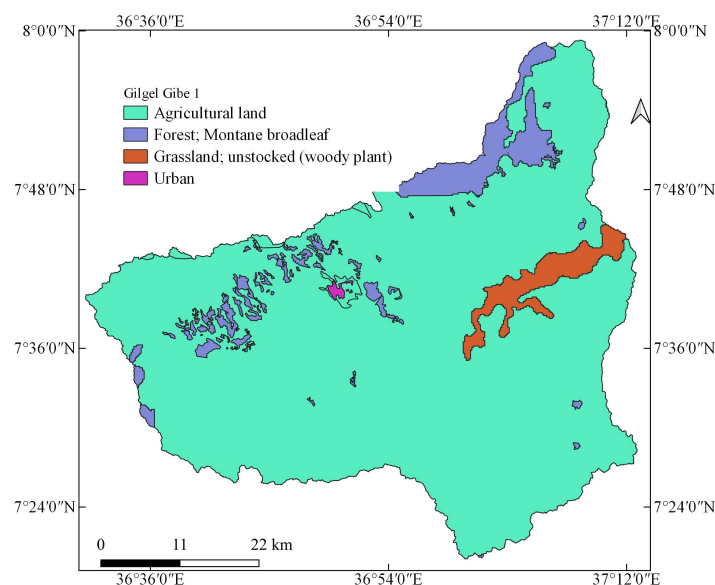 36°36′0″E 36°54′0″E 37°12′0″E
8°0′0″N 8°0′0″N
Gilgel Gibe 1
Agricultural land
Forest; Montane broadleaf
Grassland; unstocked (woody plant)
Urban
7°48′0″N 7°48′0″N
7°36′0″N 7°36′0″N
7°24′0″N 7°24′0″N
0 11 22 km
36°36′0″E 36°54′0″E 37°12′0″E